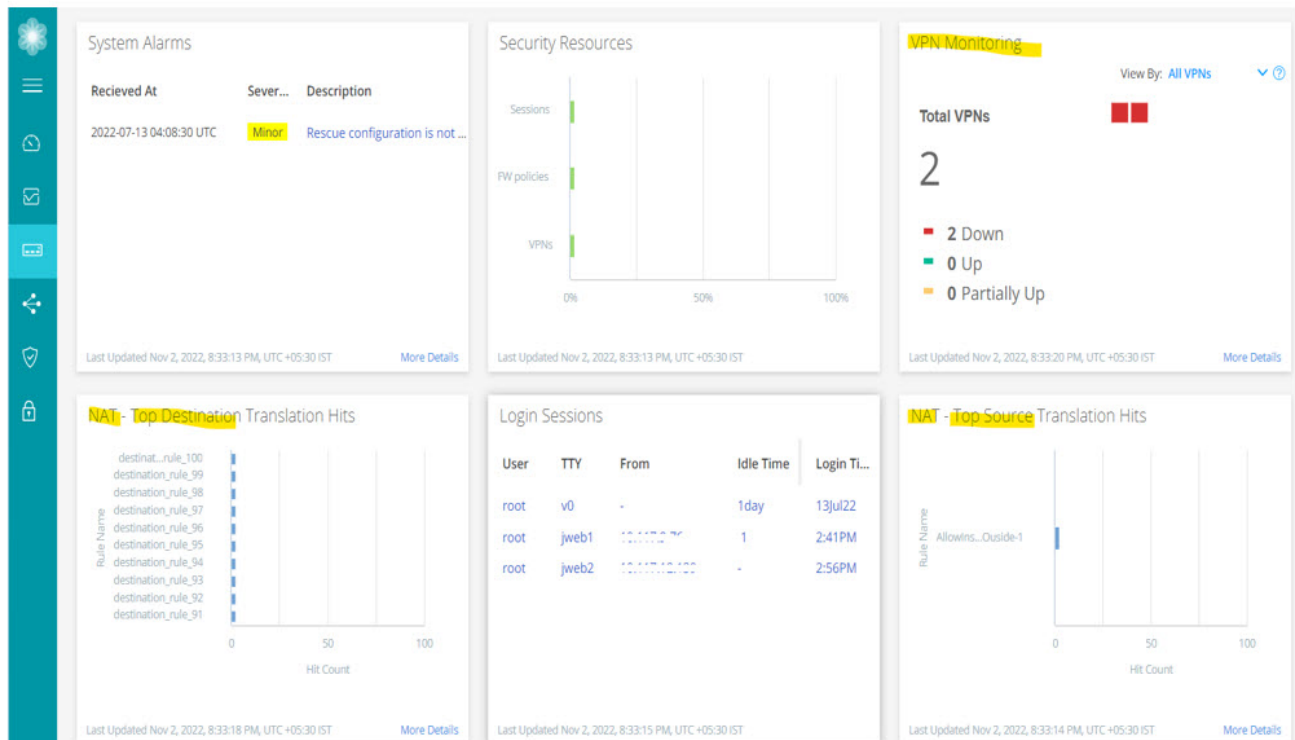 System Alarms
Recieved At Sever... Description
2022-07-13 04:08:30 UTC Minor Rescue configuration is not ...
Last Updated Nov 2, 2022, 8:33:13 PM, UTC +05:30 IST More Details
Security Resources
Sessions
FW policies
VPNs
0% 50% 100%
Last Updated Nov 2, 2022, 8:33:13 PM, UTC +05:30 IST
VPN Monitoring
View By: All VPNs
Total VPNs
2
2 Down
0 Up
0 Partially Up
Last Updated Nov 2, 2022, 8:33:20 PM, UTC +05:30 IST More Details
NAT - Top Destination Translation Hits
Rule Name
destinat...rule_100
destination_rule_99
destination_rule_98
destination_rule_97
destination_rule_96
destination_rule_95
destination_rule_94
destination_rule_93
destination_rule_92
destination_rule_91
0 50 100
Hit Count
Last Updated Nov 2, 2022, 8:33:18 PM, UTC +05:30 IST More Details
Login Sessions
User TTY From Idle Time Login Ti...
root v0 - 1day 13Jul22
root jweb1 1 2:41PM
root jweb2 - 2:56PM
Last Updated Nov 2, 2022, 8:33:15 PM, UTC +05:30 IST
NAT - Top Source Translation Hits
Rule Name
Allowins...Ouside-1
0 50 100
Hit Count
Last Updated Nov 2, 2022, 8:33:14 PM, UTC +05:30 IST More Details